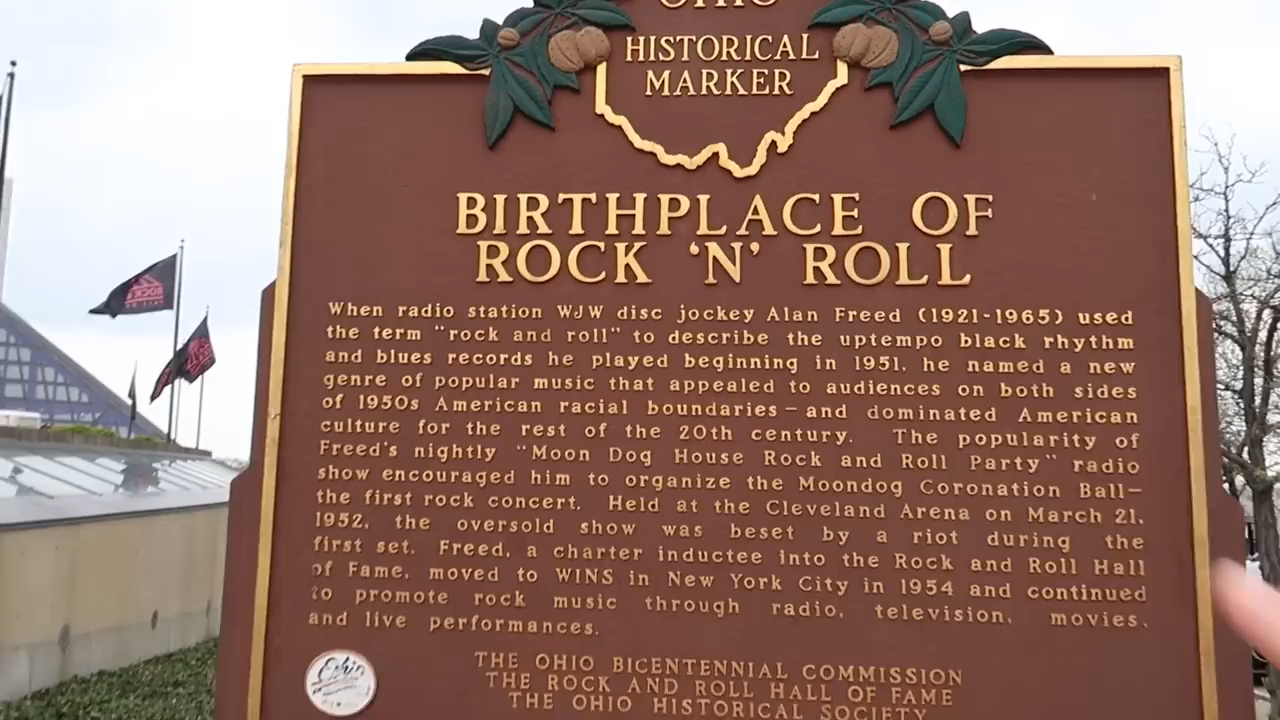 OHIO
HISTORICAL
MARKER
BIRTHPLACE OF
ROCK 'N' ROLL
When radio station WJW disc jockey Alan Freed (1921-1965) used
the term "rock and roll" to describe the uptempo black rhythm
and blues records he played beginning in 1951, he named a new
genre of popular music that appealed to audiences on both sides
of 1950s American racial boundaries—and dominated American
culture for the rest of the 20th century. The popularity of
Freed's nightly "Moon Dog House Rock and Roll Party" radio
show encouraged him to organize the Moondog Coronation Ball—
the first rock concert. Held at the Cleveland Arena on March 21,
1952, the oversold show was beset by a riot during the
first set. Freed, a charter inductee into the Rock and Roll Hall
of Fame, moved to WINS in New York City in 1954 and continued
to promote rock music through radio, television, movies,
and live performances.
THE OHIO BICENTENNIAL COMMISSION
THE ROCK AND ROLL HALL OF FAME
THE OHIO HISTORICAL SOCIETY